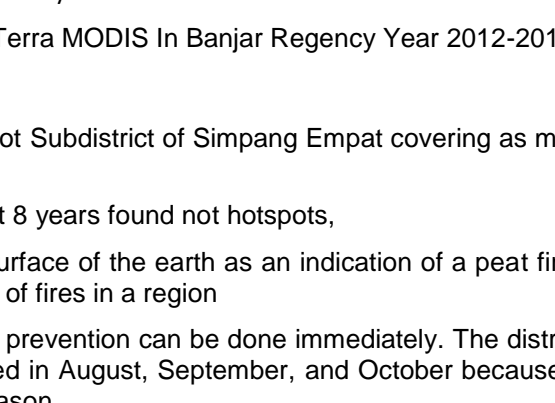 Terra MODIS In Banjar Regency Year 2012-201
ot Subdistrict of Simpang Empat covering as m
t 8 years found not hotspots,
urface of the earth as an indication of a peat fir
of fires in a region
prevention can be done immediately. The distr
ed in August, September, and October because
ason